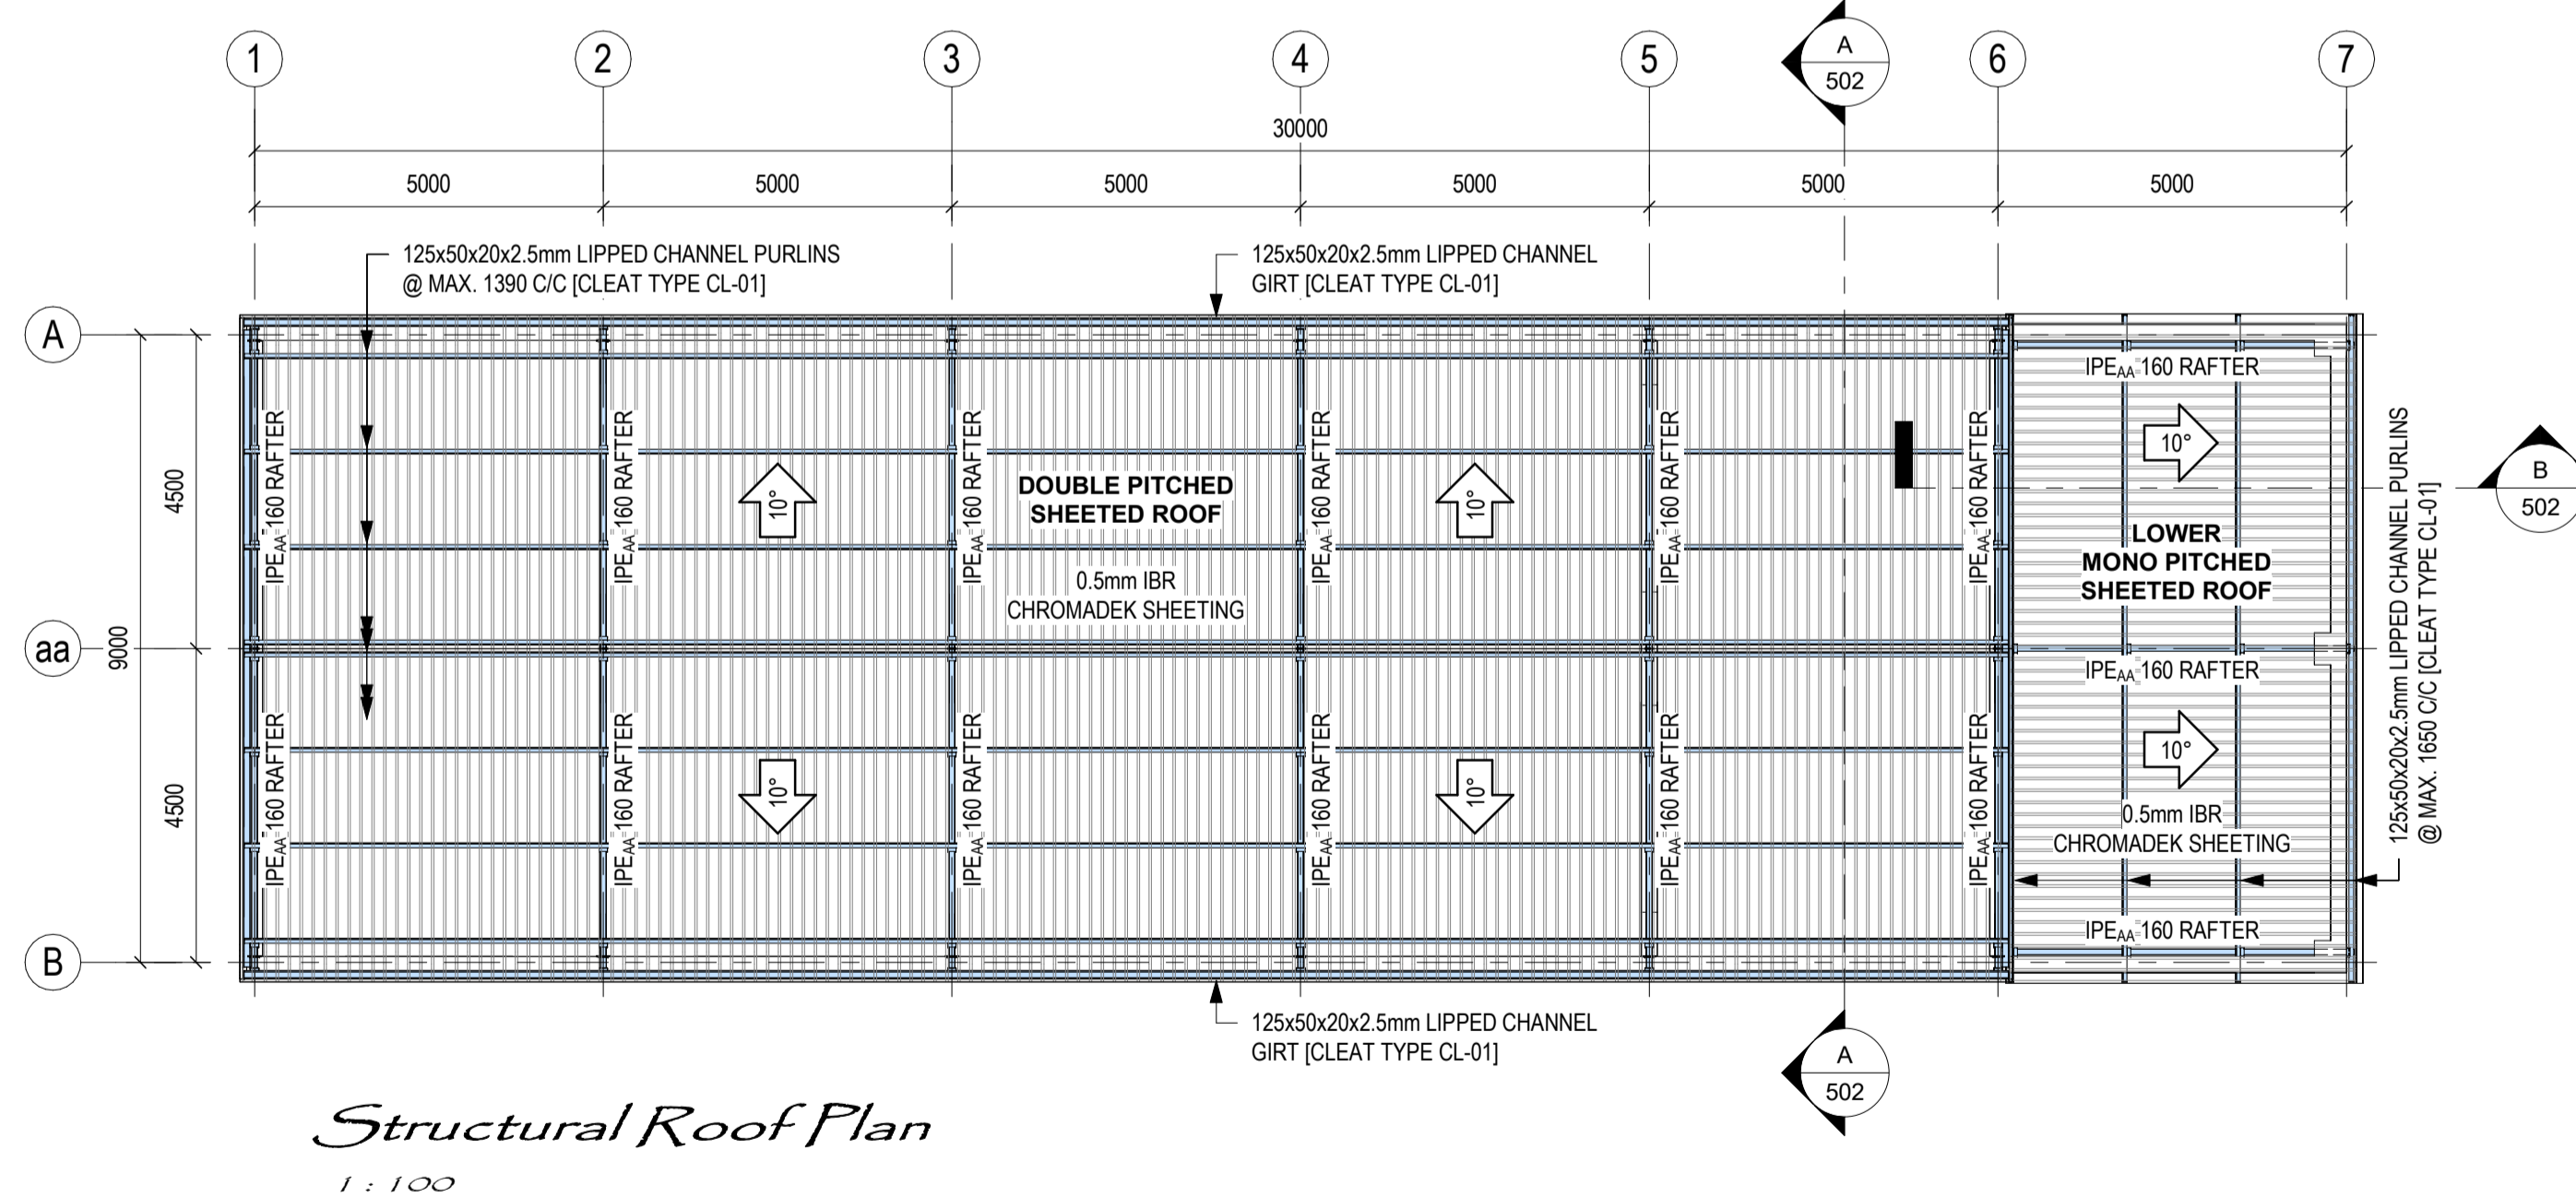 1
2
3
4
5
A
502
6
7
30000
5000
5000
5000
5000
5000
5000
125x50x20x2.5mm LIPPED CHANNEL PURLINS
@ MAX. 1390 C/C [CLEAT TYPE CL-01]
125x50x20x2.5mm LIPPED CHANNEL
GIRT [CLEAT TYPE CL-01]
A
aa
B
4500
4500
9000
IPEAA 160 RAFTER
IPEAA 160 RAFTER
IPEAA 160 RAFTER
IPEAA 160 RAFTER
IPEAA 160 RAFTER
IPEAA 160 RAFTER
10°
10°
DOUBLE PITCHED
SHEETED ROOF
0.5mm IBR
CHROMADEK SHEETING
IPEAA 160 RAFTER
IPEAA 160 RAFTER
IPEAA 160 RAFTER
IPEAA 160 RAFTER
IPEAA 160 RAFTER
IPEAA 160 RAFTER
10°
10°
IPEAA 160 RAFTER
10°
LOWER
MONO PITCHED
SHEETED ROOF
IPEAA 160 RAFTER
10°
0.5mm IBR
CHROMADEK SHEETING
IPEAA 160 RAFTER
125x50x20x2.5mm LIPPED CHANNEL PURLINS
@ MAX. 1650 C/C [CLEAT TYPE CL-01]
B
502
125x50x20x2.5mm LIPPED CHANNEL
GIRT [CLEAT TYPE CL-01]
A
502
Structural Roof Plan
1 : 100